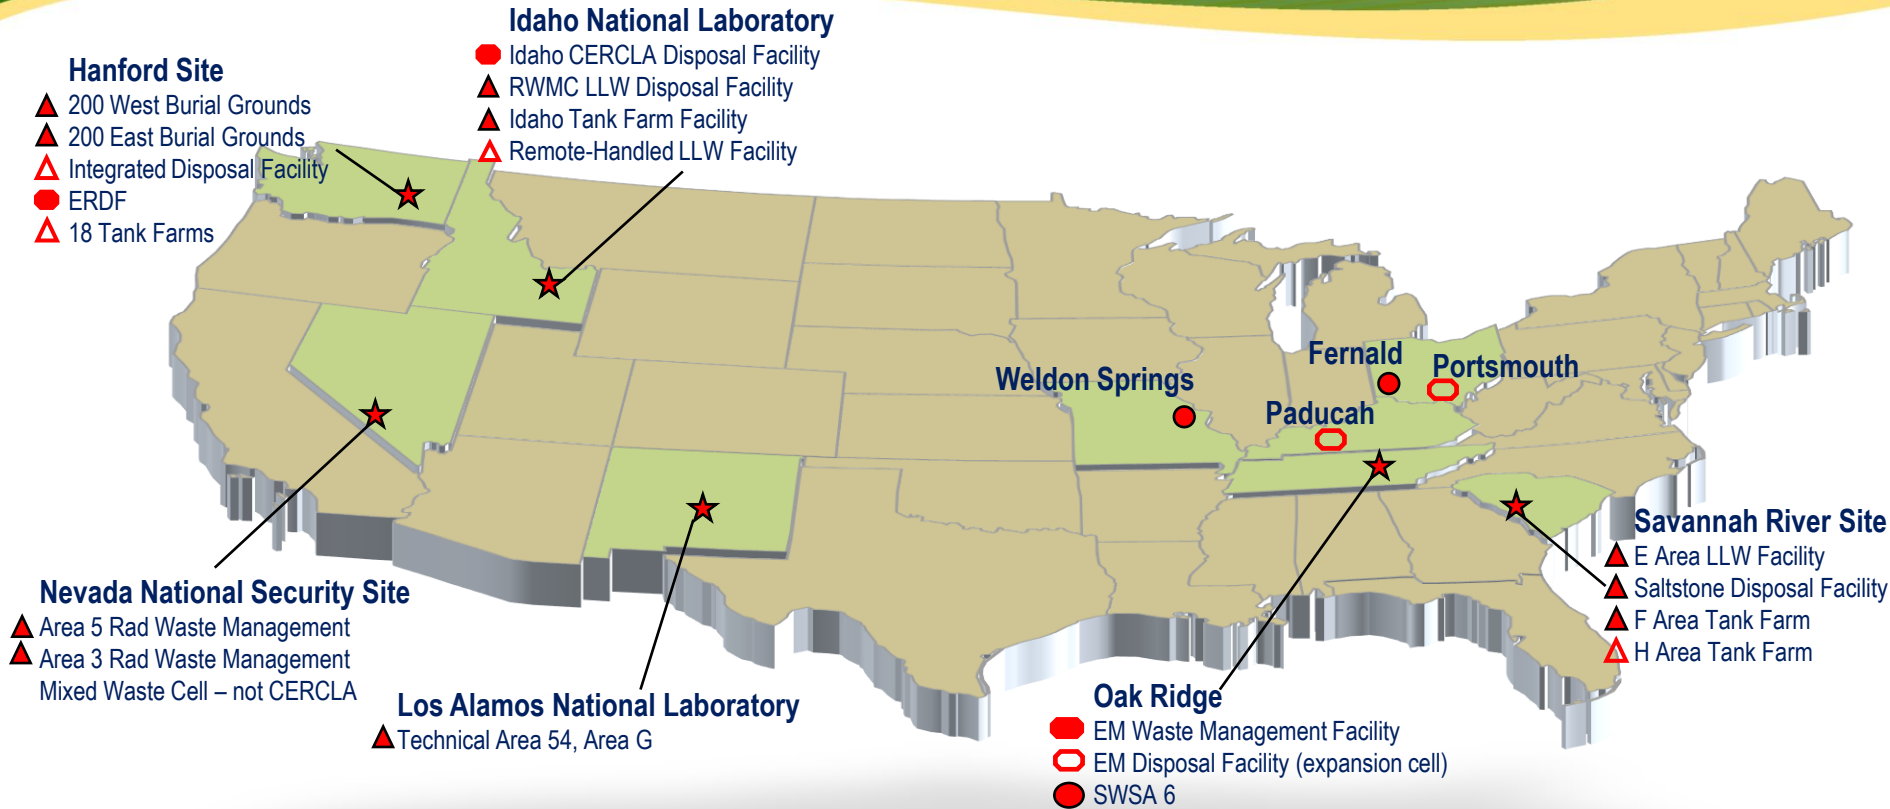 Idaho National Laboratory
Idaho CERCLA Disposal Facility
RWMC LLW Disposal Facility
Idaho Tank Farm Facility
Remote-Handled LLW Facility
Hanford Site
200 West Burial Grounds
200 East Burial Grounds
Integrated Disposal Facility
ERDF
18 Tank Farms
Weldon Springs
Fernald
Portsmouth
Paducah
Savannah River Site
E Area LLW Facility
Saltstone Disposal Facility
F Area Tank Farm
H Area Tank Farm
Nevada National Security Site
Area 5 Rad Waste Management
Area 3 Rad Waste Management
Mixed Waste Cell – not CERCLA
Los Alamos National Laboratory
Technical Area 54, Area G
Oak Ridge
EM Waste Management Facility
EM Disposal Facility (expansion cell)
SWSA 6